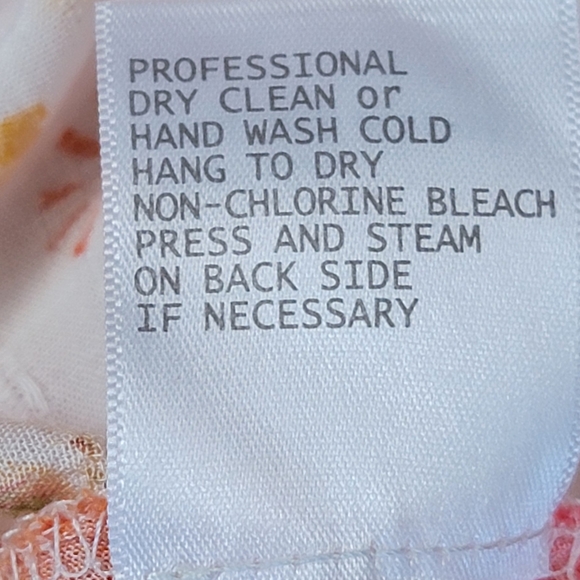 PROFESSIONAL
DRY CLEAN or
HAND WASH COLD
HANG TO DRY
NON-CHLORINE BLEACH
PRESS AND STEAM
ON BACK SIDE
IF NECESSARY